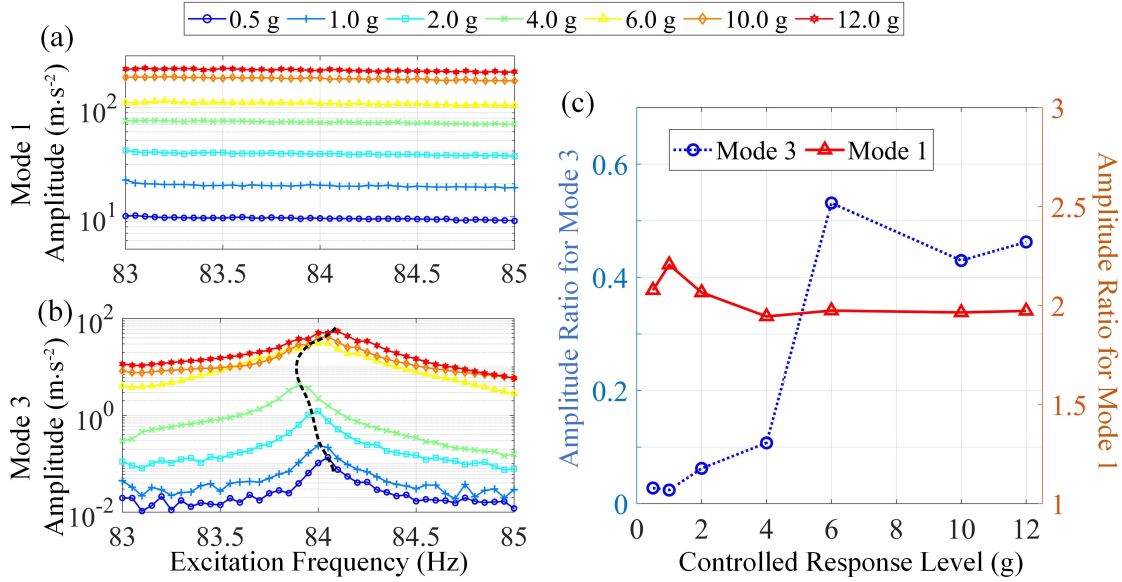 0.5 g 1.0 g 2.0 g 4.0 g 6.0 g 10.0 g 12.0 g
(a)
Mode 1
Amplitude (m·s⁻²)
10²
10¹
83 83.5 84 84.5 85
(b)
Mode 3
Amplitude (m·s⁻²)
10²
10⁰
10⁻²
83 83.5 84 84.5 85
Excitation Frequency (Hz)
(c)
Mode 3 Mode 1
Amplitude Ratio for Mode 3
0.6
0.4
0.2
0
Amplitude Ratio for Mode 1
3
2.5
2
1.5
1
0 2 4 6 8 10 12
Controlled Response Level (g)